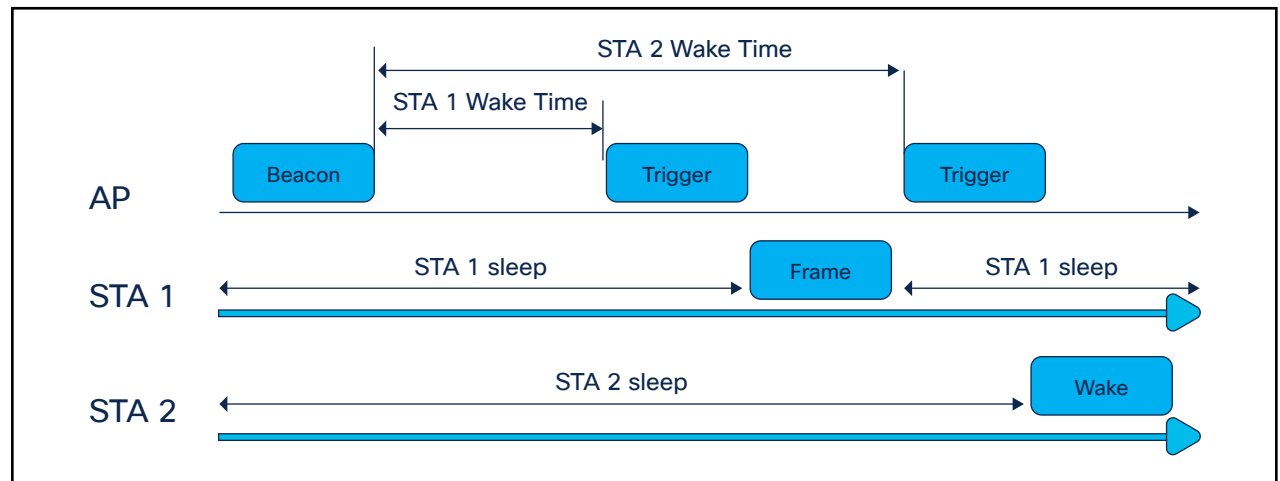 STA 2 Wake Time
STA 1 Wake Time
AP
Beacon
Trigger
Trigger
STA 1
STA 1 sleep
Frame
STA 1 sleep
STA 2
STA 2 sleep
Wake